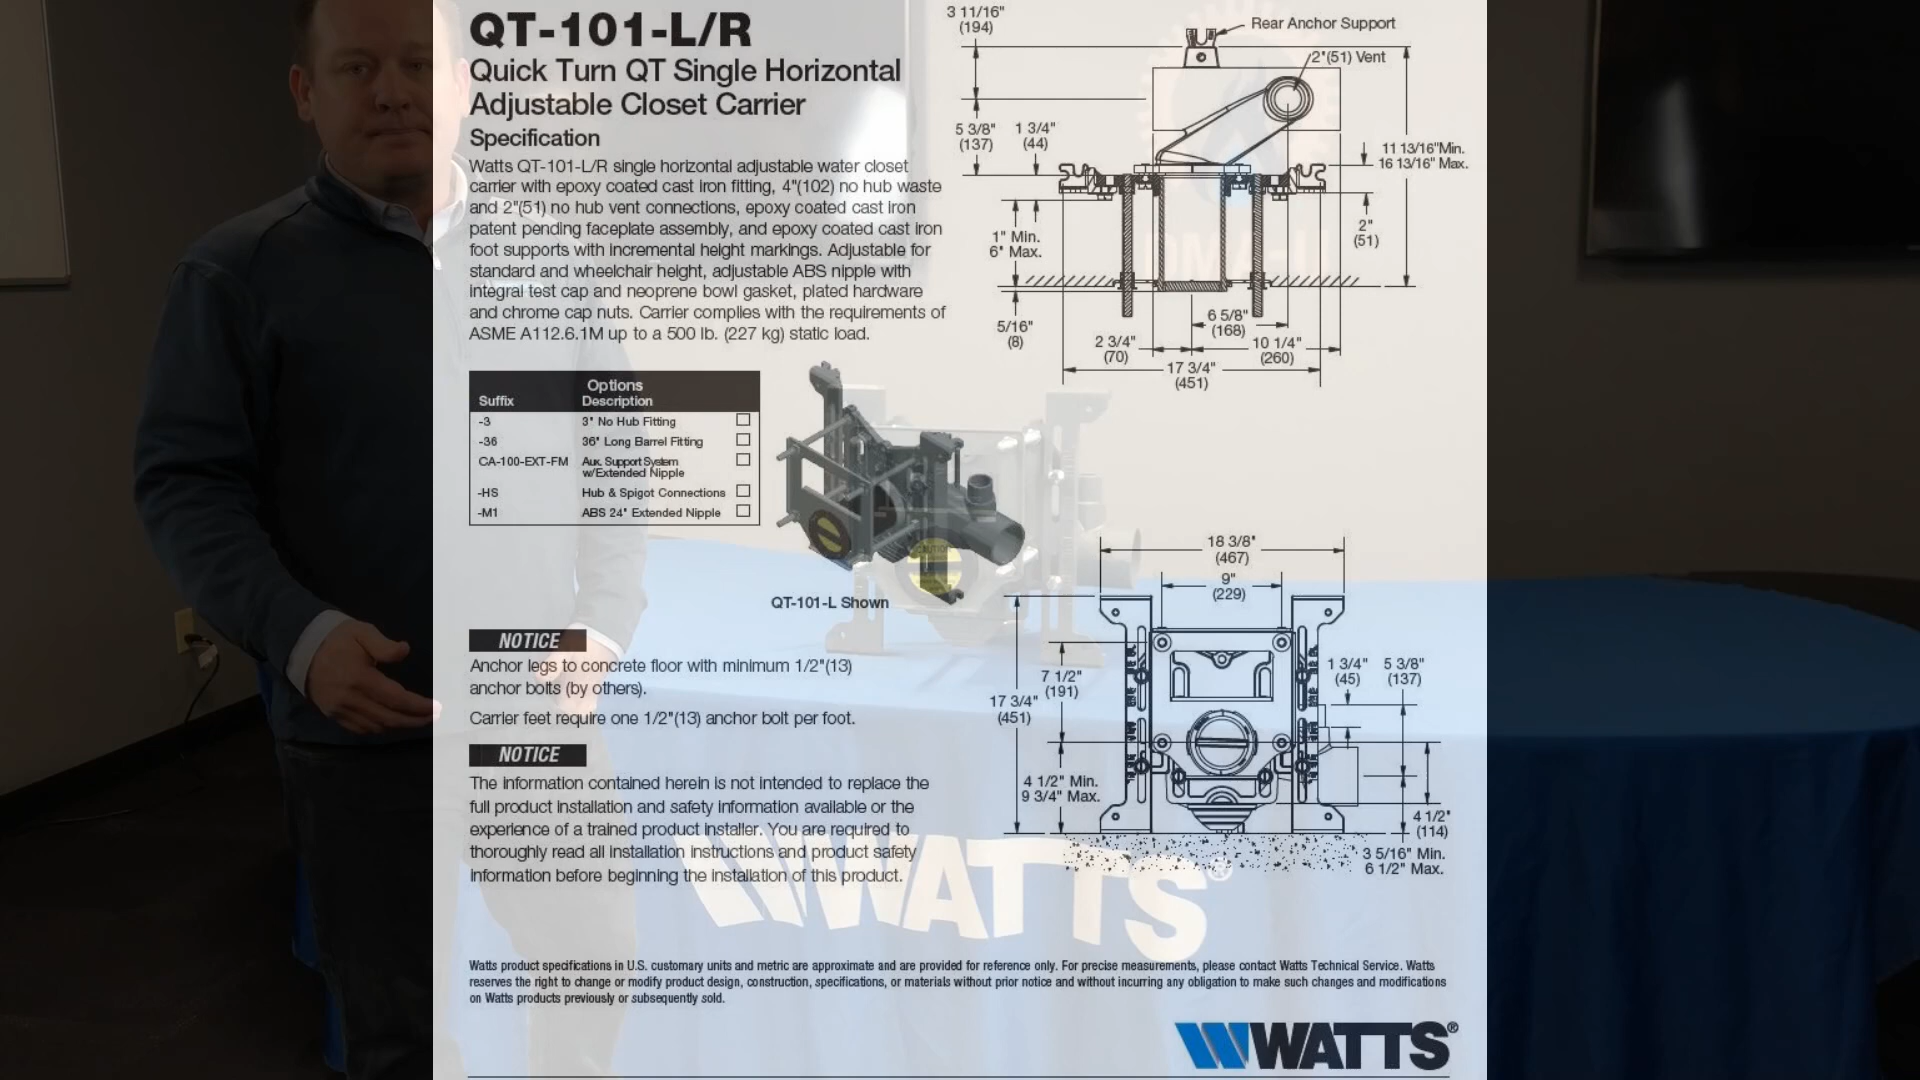 QT-101-L/R
Quick Turn QT Single Horizontal
Adjustable Closet Carrier
Specification
Watts QT-101-L/R single horizontal adjustable water closet
carrier with epoxy coated cast iron fitting, 4"(102) no hub waste
and 2"(51) no hub vent connections, epoxy coated cast iron
patent pending faceplate assembly, and epoxy coated cast iron
foot supports with incremental height markings. Adjustable for
standard and wheelchair height, adjustable ABS nipple with
integral test cap and neoprene bowl gasket, plated hardware
and chrome cap nuts. Carrier complies with the requirements of
ASME A112.6.1M up to a 500 lb. (227 kg) static load.
Options
Suffix Description
-3 3" No Hub Fitting
-36 36" Long Barrel Fitting
CA-100-EXT-FM Aux. Support System
w/Extended Nipple
-HS Hub & Spigot Connections
-M1 ABS 24" Extended Nipple
QT-101-L Shown
NOTICE
Anchor legs to concrete floor with minimum 1/2"(13)
anchor bolts (by others).
Carrier feet require one 1/2"(13) anchor bolt per foot.
NOTICE
The information contained herein is not intended to replace the
full product installation and safety information available or the
experience of a trained product installer. You are required to
thoroughly read all installation instructions and product safety
information before beginning the installation of this product.
3 11/16"
(194)
Rear Anchor Support
2"(51) Vent
5 3/8"
(137)
1 3/4"
(44)
11 13/16"Min.
16 13/16" Max.
1" Min.
6" Max.
2"
(51)
5/16"
(8)
6 5/8"
(168)
2 3/4"
(70)
10 1/4"
(260)
17 3/4"
(451)
CAUTION
18 3/8"
(467)
9"
(229)
7 1/2"
(191)
17 3/4"
(451)
1 3/4"
(45)
5 3/8"
(137)
4 1/2" Min.
9 3/4" Max.
4 1/2"
(114)
3 5/16" Min.
6 1/2" Max.
WATTS®
Watts product specifications in U.S. customary units and metric are approximate and are provided for reference only. For precise measurements, please contact Watts Technical Service. Watts
reserves the right to change or modify product design, construction, specifications, or materials without prior notice and without incurring any obligation to make such changes and modifications
on Watts products previously or subsequently sold.
WATTS®